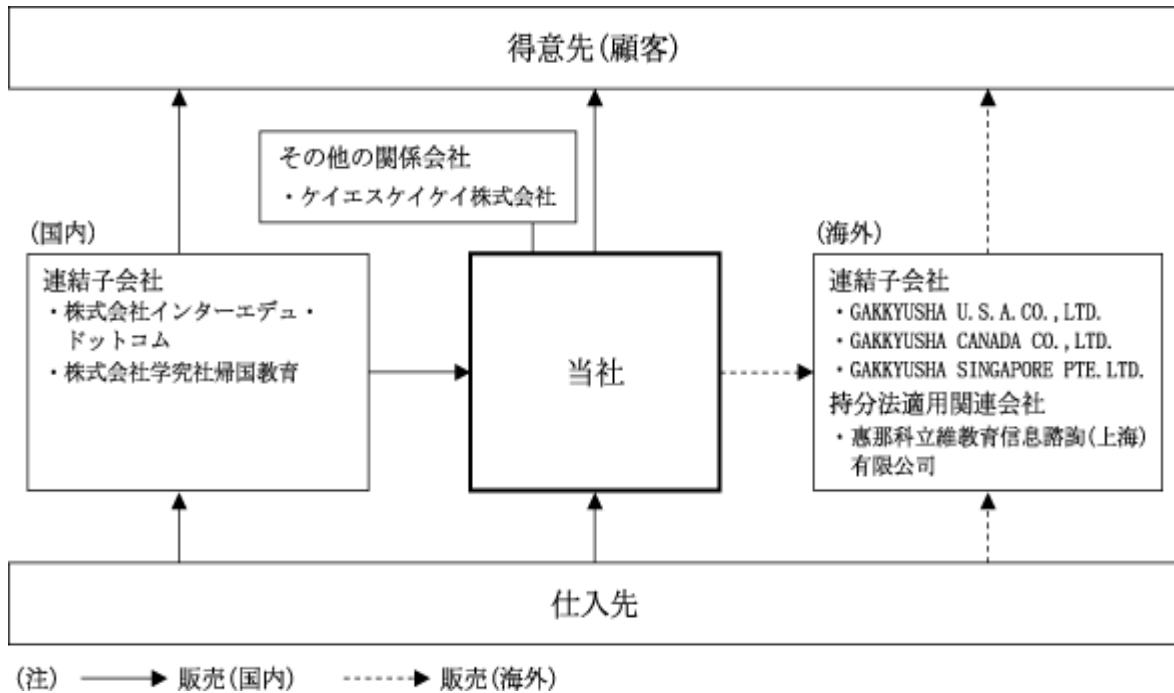 得意先(顧客)
その他の関係会社
・ケイエスケイケイ株式会社
(国内)
連結子会社
・株式会社インターエデュ・
ドットコム
・株式会社学究社帰国教育
当社
(海外)
連結子会社
・GAKKYUSHA U.S.A.CO.,LTD.
・GAKKYUSHA CANADA CO.,LTD.
・GAKKYUSHA SINGAPORE PTE.LTD.
持分法適用関連会社
・惠那科立維教育信息諮詢(上海)
有限公司
仕入先
(注) 販売(国内) 販売(海外)